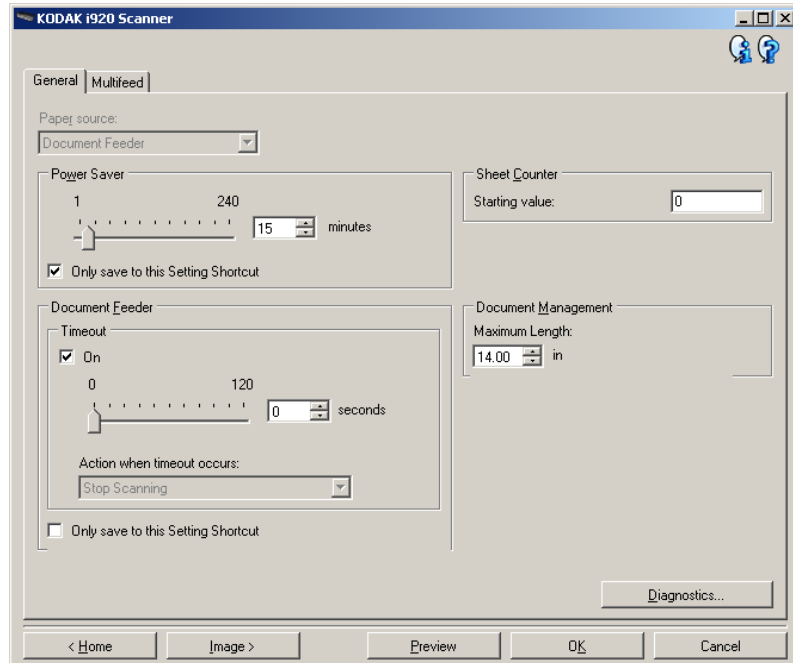 KODAK i920 Scanner
General Multifeed
Paper source:
Document Feeder
Power Saver
1 240
15 minutes
Only save to this Setting Shortcut
Sheet Counter
Starting value: 0
Document Feeder
Timeout
On
0 120
0 seconds
Action when timeout occurs:
Stop Scanning
Only save to this Setting Shortcut
Document Management
Maximum Length:
14.00 in
Diagnostics...
< Home Image > Preview OK Cancel